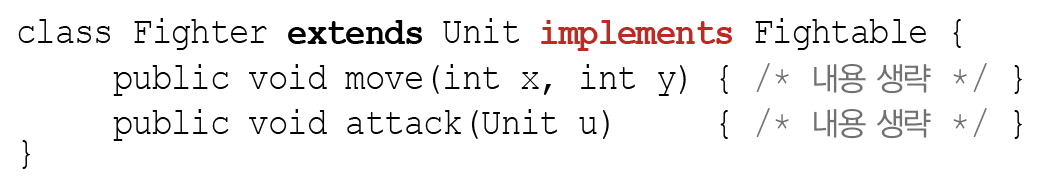 class Fighter extends Unit implements Fightable {
    public void move(int x, int y) { /* 내용 생략 */ }
    public void attack(Unit u)     { /* 내용 생략 */ }
}